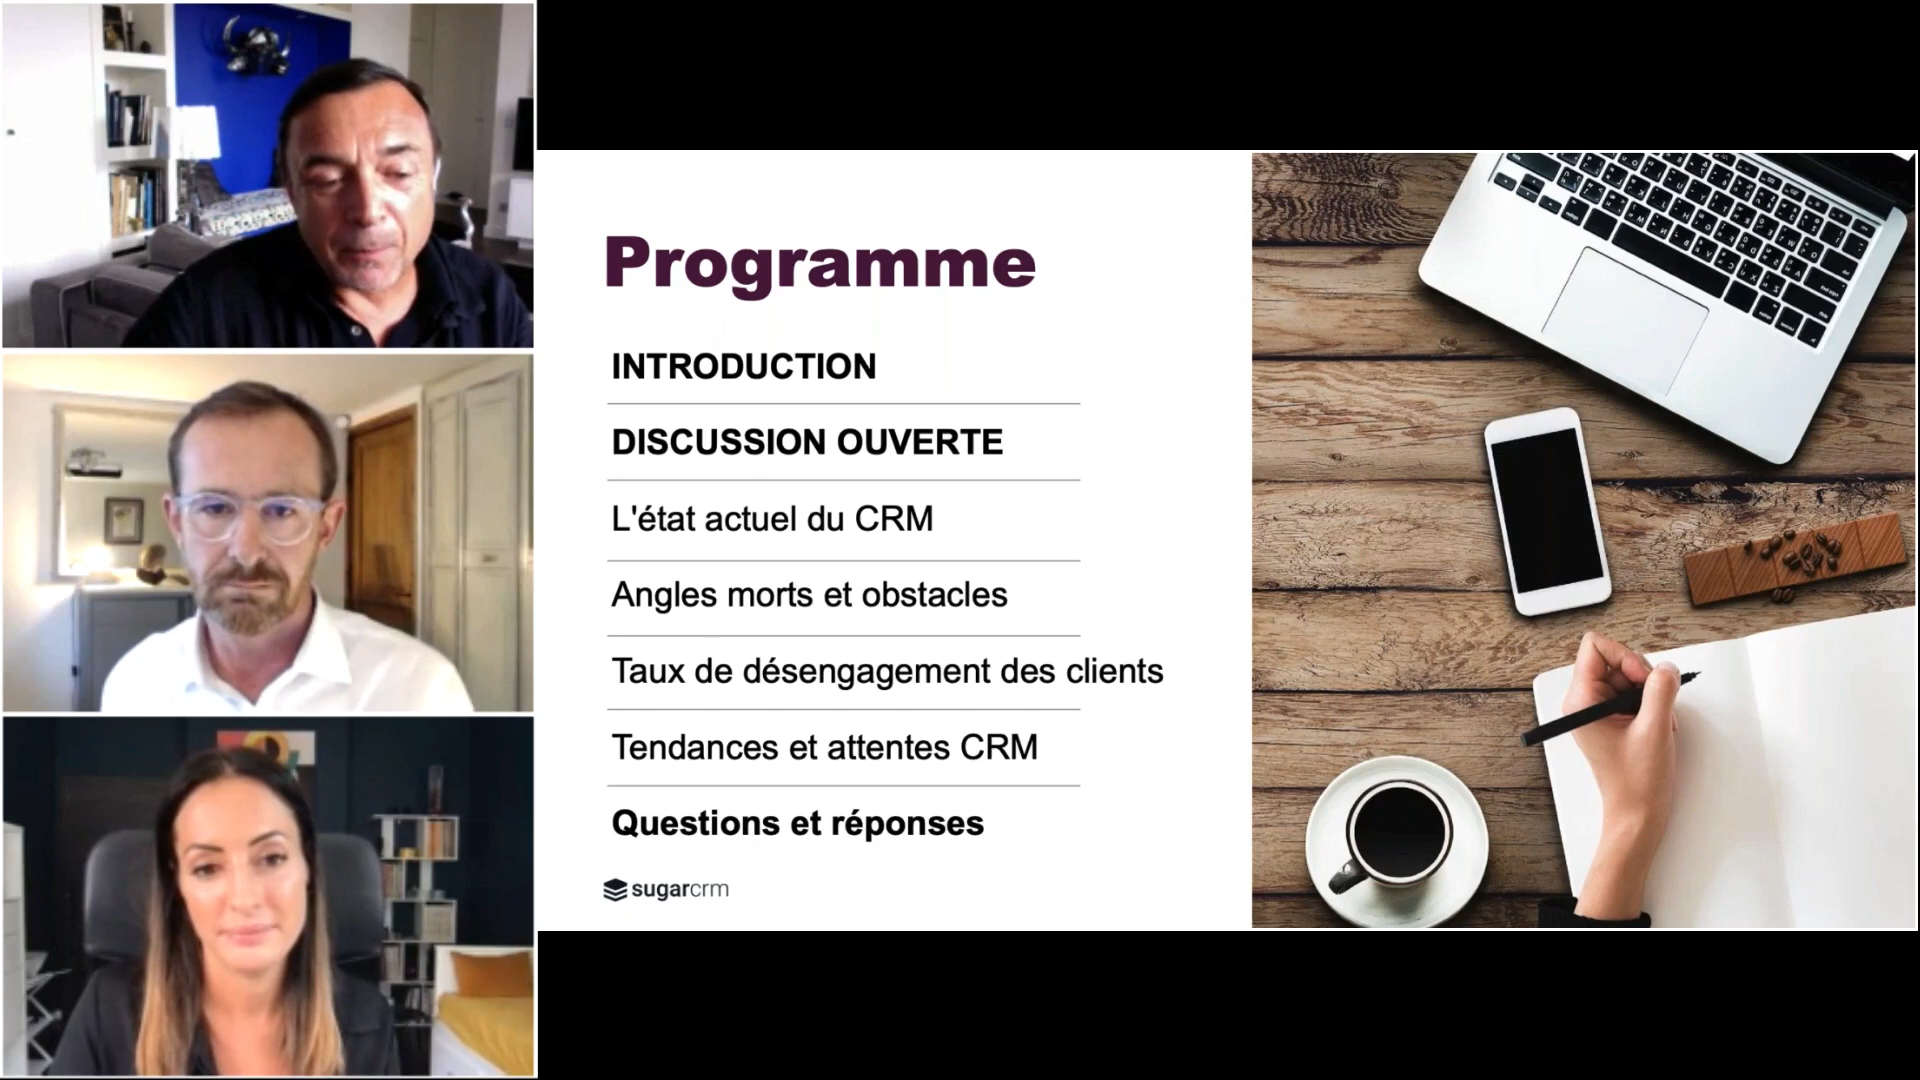 Programme
INTRODUCTION
DISCUSSION OUVERTE
L'état actuel du CRM
Angles morts et obstacles
Taux de désengagement des clients
Tendances et attentes CRM
Questions et réponses
sugarcrm